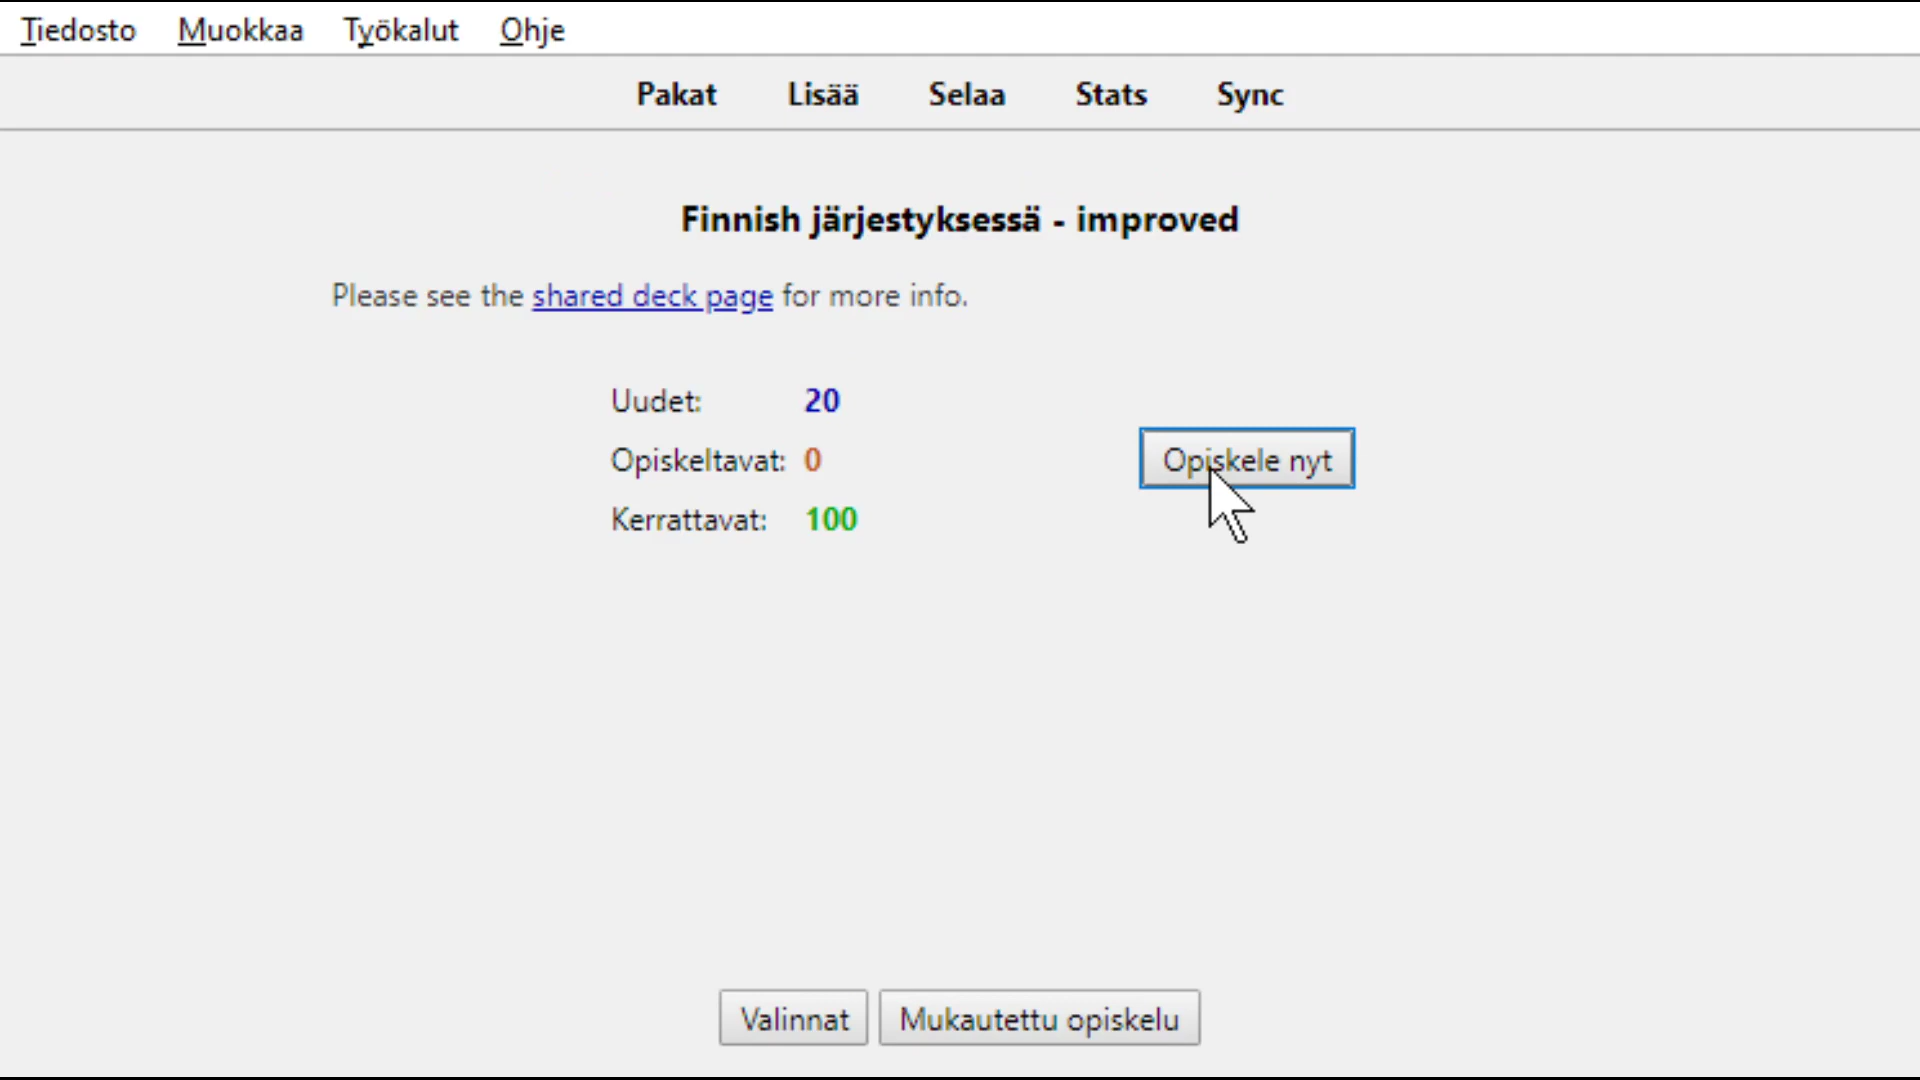 Tiedosto Muokkaa Työkalut Ohje
Pakat Lisää Selaa Stats Sync
Finnish järjestyksessä - improved
Please see the shared deck page for more info.
Uudet: 20
Opiskeltavat: 0
Opiskele nyt
Kerrattavat: 100
Valinnat Mukautettu opiskelu